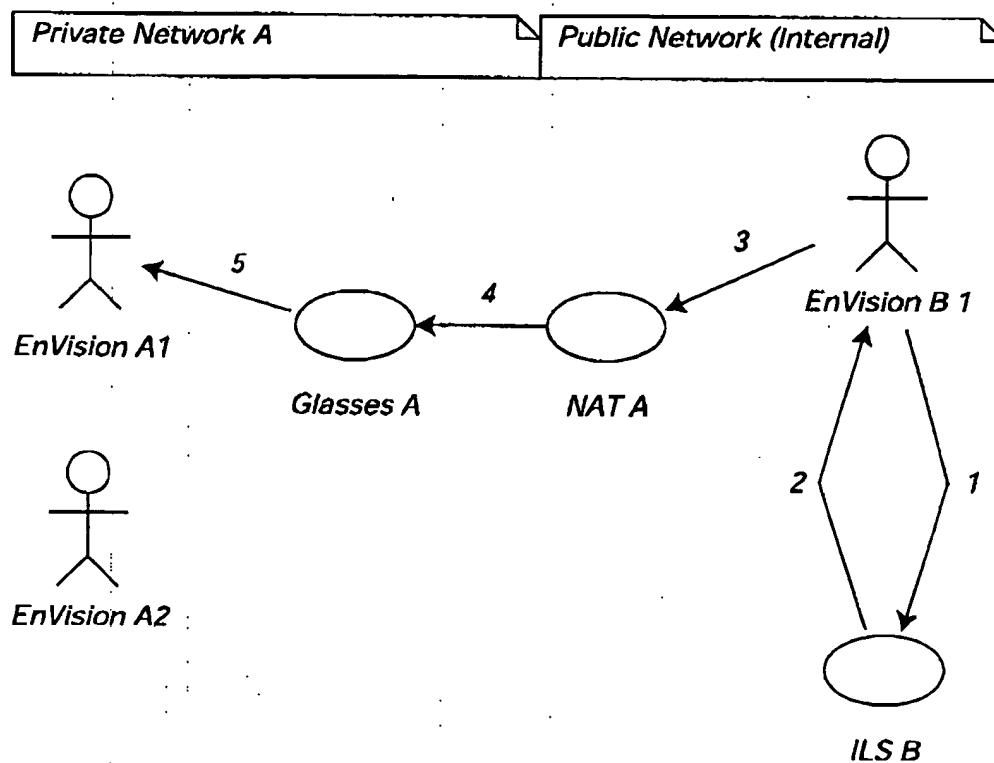 Private Network A
Public Network (Internal)
3
5
4
EnVision B 1
EnVision A1
Glasses A
NAT A
2
1
EnVision A2
ILS B